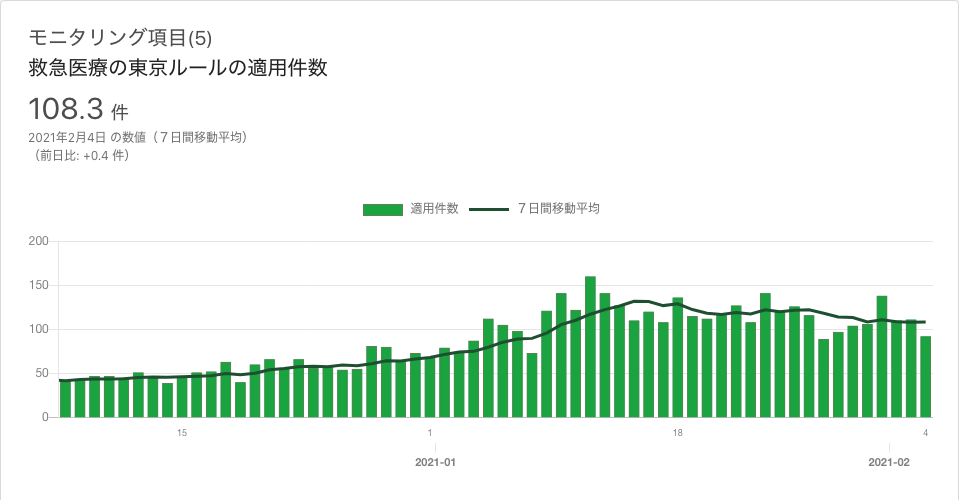 モニタリング項目(5)
救急医療の東京ルールの適用件数
108.3 件
2021年2月4日 の数値（７日間移動平均）
（前日比: +0.4 件）
適用件数 ７日間移動平均
200
150
100
50
0
15 1 18 4
2021-01 2021-02